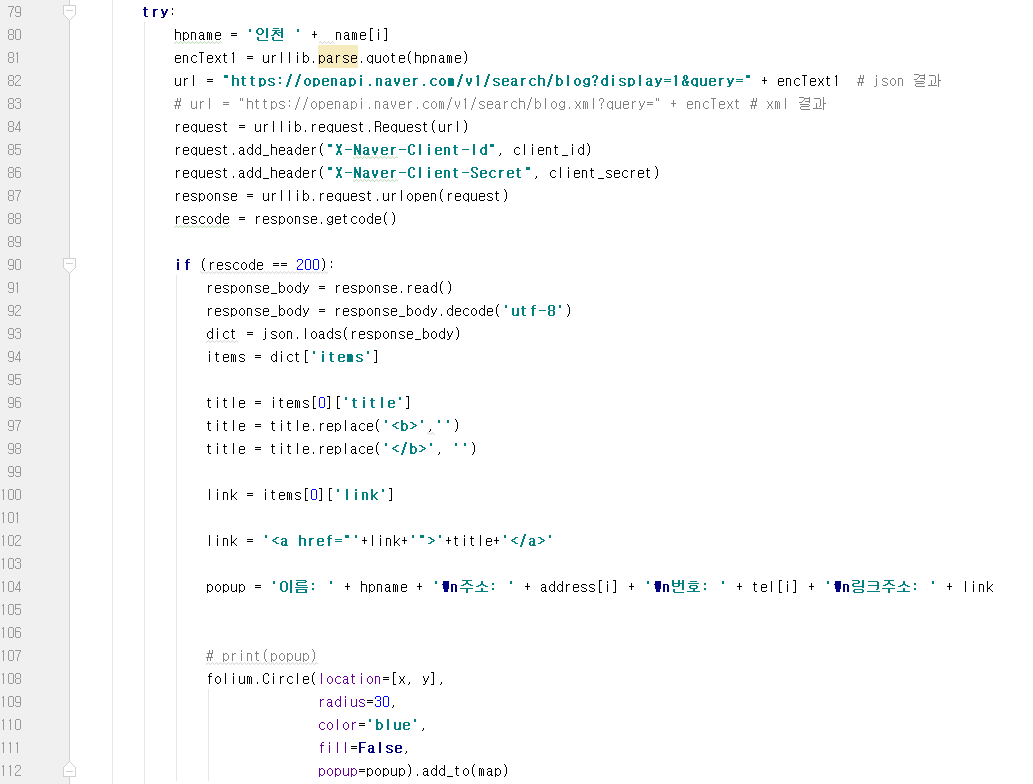 79 try:
80 hpname = '인천 ' + name[i]
81 encText1 = urllib.parse.quote(hpname)
82 url = "https://openapi.naver.com/v1/search/blog?display=1&query=" + encText1 # json 결과
83 # url = "https://openapi.naver.com/v1/search/blog.xml?query=" + encText # xml 결과
84 request = urllib.request.Request(url)
85 request.add_header("X-Naver-Client-Id", client_id)
86 request.add_header("X-Naver-Client-Secret", client_secret)
87 response = urllib.request.urlopen(request)
88 rescode = response.getcode()
89
90 if (rescode == 200):
91 response_body = response.read()
92 response_body = response_body.decode('utf-8')
93 dict = json.loads(response_body)
94 items = dict['items']
95
96 title = items[0]['title']
97 title = title.replace('<b>','')
98 title = title.replace('</b>', '')
99
100 link = items[0]['link']
101
102 link = '<a href="'+link+'">'+title+'</a>'
103
104 popup = '이름: ' + hpname + '₩n주소: ' + address[i] + '₩n번호: ' + tel[i] + '₩n링크주소: ' + link
105
106
107 # print(popup)
108 folium.Circle(location=[x, y],
109 radius=30,
110 color='blue',
111 fill=False,
112 popup=popup).add_to(map)